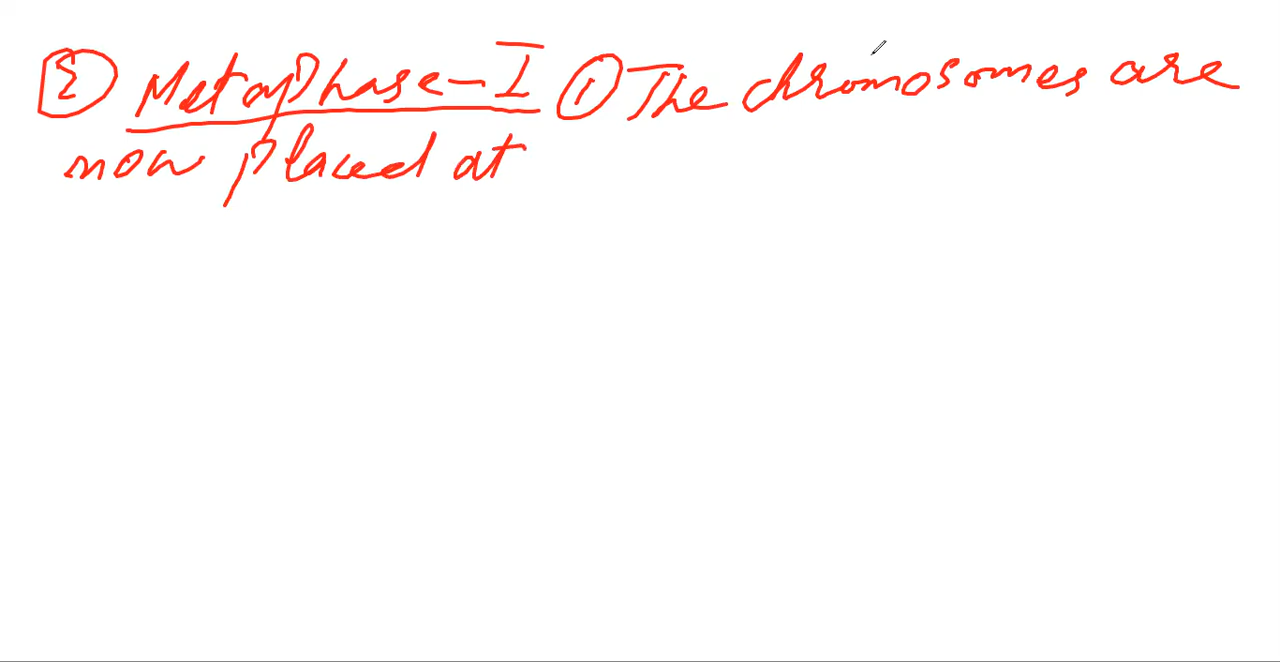 ② Metaphase-I ① The chromosomes are
now placed at